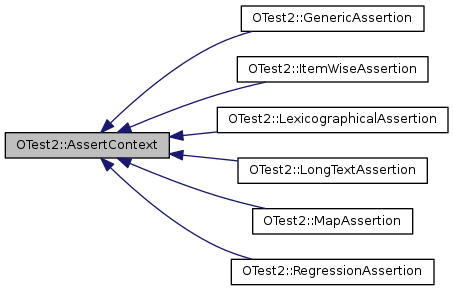 OTest2::GenericAssertion
OTest2::ItemWiseAssertion
OTest2::LexicographicalAssertion
OTest2::AssertContext
OTest2::LongTextAssertion
OTest2::MapAssertion
OTest2::RegressionAssertion